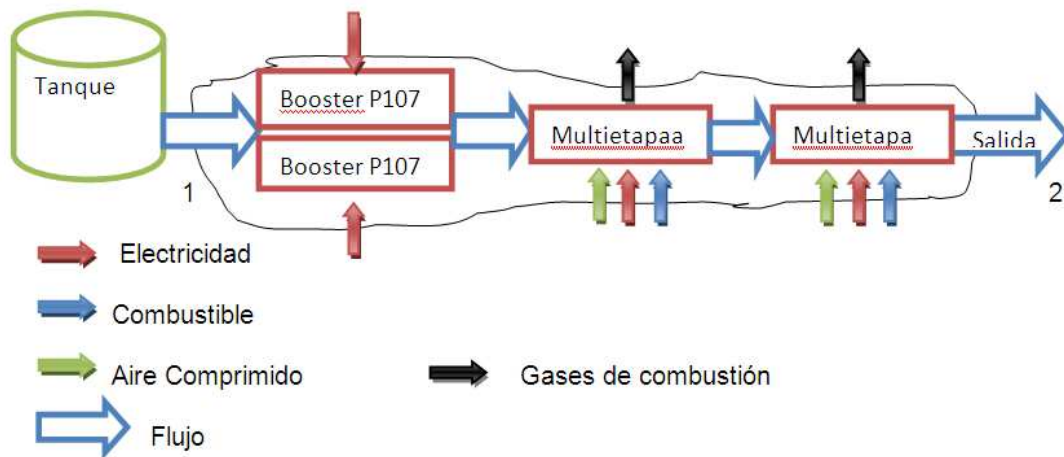 Tanque
Booster P107
Booster P107
Multietapaa
Multietapa
Salida
1
2
Electricidad
Combustible
Aire Comprimido
Gases de combustión
Flujo